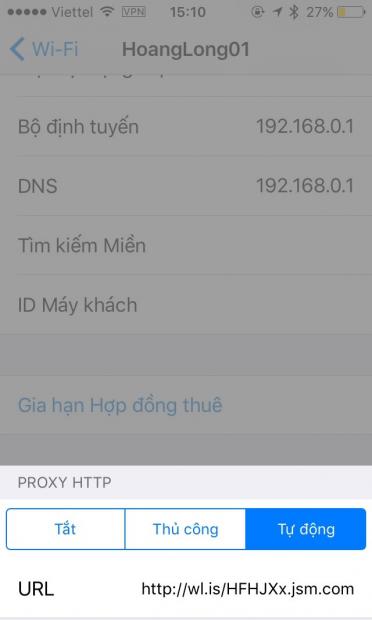 Viettel VPN 15:10 27%
Wi-Fi HoangLong01
Bộ định tuyến 192.168.0.1
DNS 192.168.0.1
Tìm kiếm Miền
ID Máy khách
Gia hạn Hợp đồng thuê
PROXY HTTP
Tắt Thủ công Tự động
URL http://wl.is/HFHJXx.jsm.com